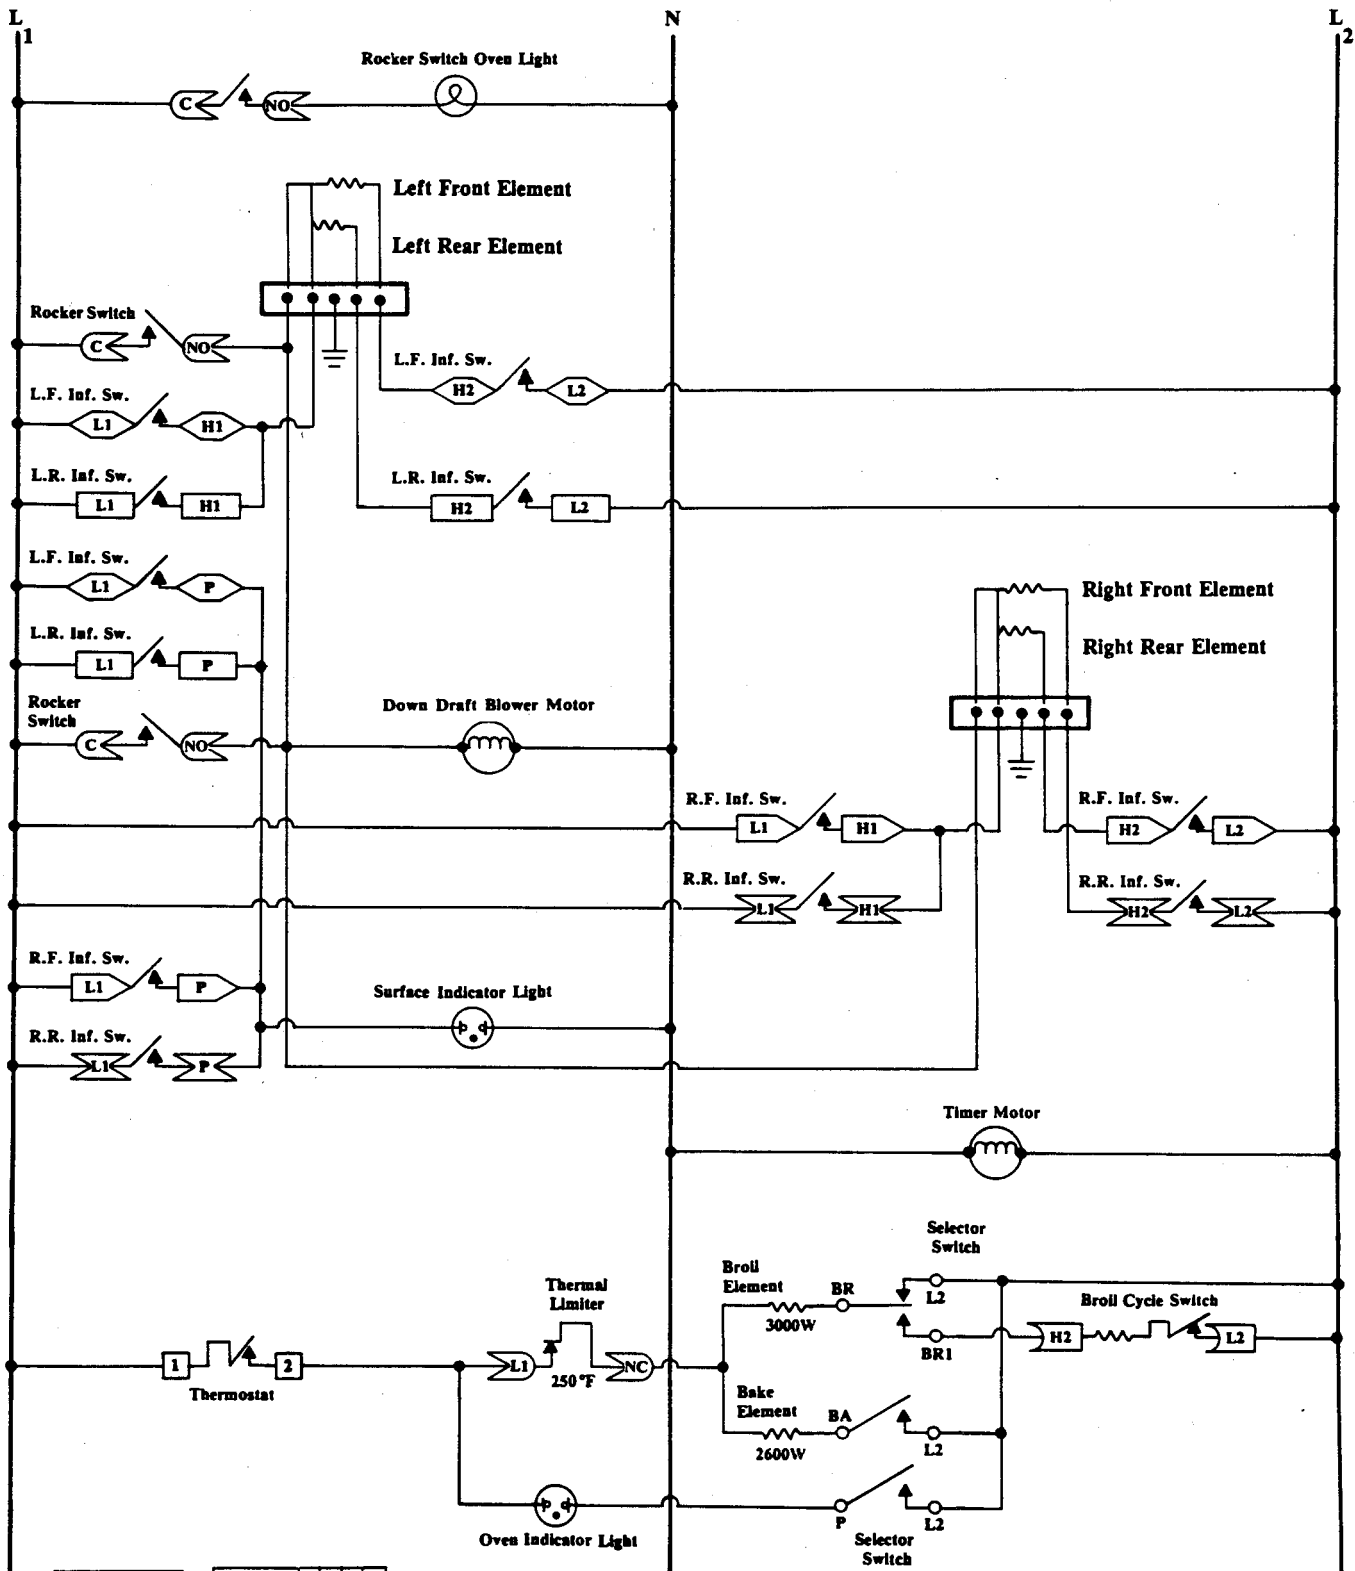 L
1
N
L
2
Rocker Switch Oven Light
C
NO
Left Front Element
Left Rear Element
Rocker Switch
C
NO
L.F. Inf. Sw.
H2
L2
L.F. Inf. Sw.
L1
H1
L.R. Inf. Sw.
L1
H1
L.R. Inf. Sw.
H2
L2
L.F. Inf. Sw.
L1
P
L.R. Inf. Sw.
L1
P
Right Front Element
Right Rear Element
Rocker
Switch
C
NO
Down Draft Blower Motor
R.F. Inf. Sw.
L1
H1
R.F. Inf. Sw.
H2
L2
R.R. Inf. Sw.
L1
H1
R.R. Inf. Sw.
H2
L2
R.F. Inf. Sw.
L1
P
Surface Indicator Light
R.R. Inf. Sw.
L1
P
Timer Motor
Selector
Switch
Broil
Element
3000W
BR
L2
BR1
Broil Cycle Switch
H2
L2
Thermal
Limiter
L1
250°F
NC
1
2
Thermostat
Bake
Element
2600W
BA
L2
Oven Indicator Light
P
L2
Selector
Switch